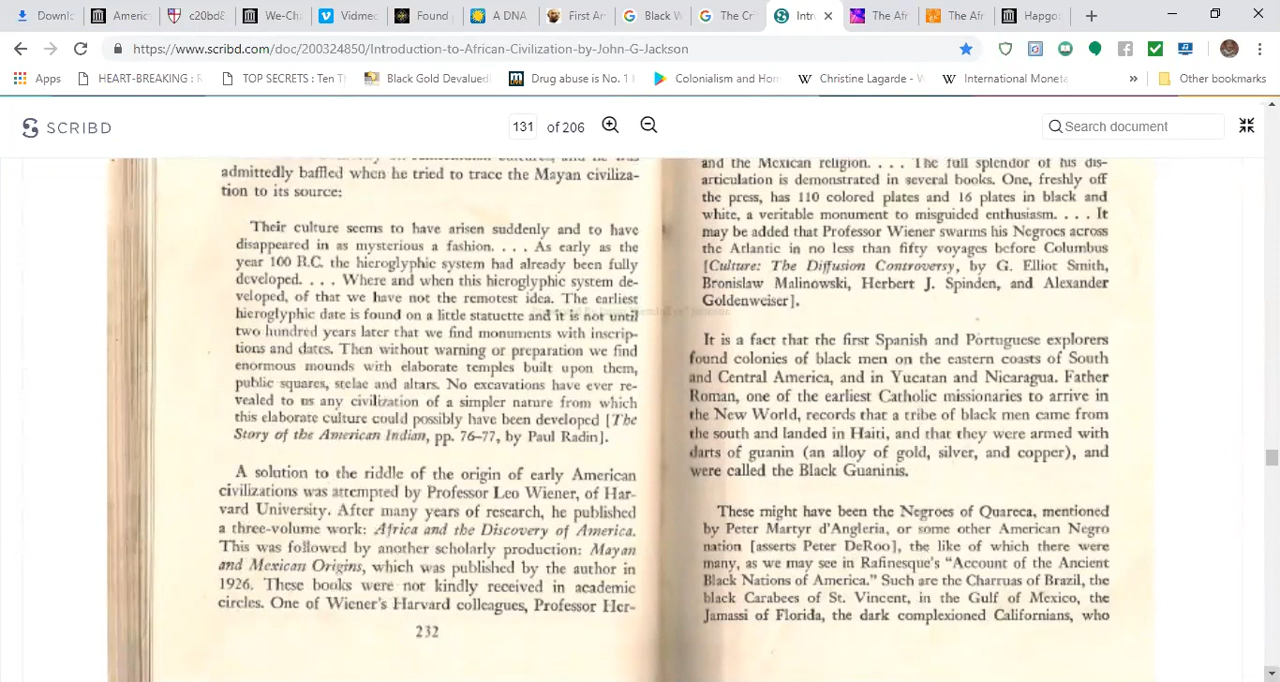 Downlc
Americ
c20bd8
We-Cha
Vidmec
Found
A DNA
First Ar
Black W
The Cr
Intr
The Afr
The Afr
Hapgo
https://www.scribd.com/doc/200324850/Introduction-to-African-Civilization-by-John-G-Jackson
Apps
HEART-BREAKING : R
TOP SECRETS : Ten Th
Black Gold Devalued
Drug abuse is No. 1
Colonialism and Hom
Christine Lagarde - W
International Moneta
»
Other bookmarks
SCRIBD
131 of 206
Search document
admittedly baffled when he tried to trace the Mayan civiliza-
tion to its source:
Their culture seems to have arisen suddenly and to have
disappeared in as mysterious a fashion. . . . As early as the
year 100 B.C. the hieroglyphic system had already been fully
developed. . . . Where and when this hieroglyphic system de-
veloped, of that we have not the remotest idea. The earliest
hieroglyphic date is found on a little statuette and it is not until
two hundred years later that we find monuments with inscrip-
tions and dates. Then without warning or preparation we find
enormous mounds with elaborate temples built upon them,
public squares, stelae and altars. No excavations have ever re-
vealed to us any civilization of a simpler nature from which
this elaborate culture could possibly have been developed [The
Story of the American Indian, pp. 76-77, by Paul Radin].
A solution to the riddle of the origin of early American
civilizations was attempted by Professor Leo Wiener, of Har-
vard University. After many years of research, he published
a three-volume work: Africa and the Discovery of America.
This was followed by another scholarly production: Mayan
and Mexican Origins, which was published by the author in
1926. These books were not kindly received in academic
circles. One of Wiener's Harvard colleagues, Professor Her-
232
and the Mexican religion. . . . The full splendor of his dis-
articulation is demonstrated in several books. One, freshly off
the press, has 110 colored plates and 16 plates in black and
white, a veritable monument to misguided enthusiasm. . . . It
may be added that Professor Wiener swarms his Negroes across
the Atlantic in no less than fifty voyages before Columbus
[Culture: The Diffusion Controversy, by G. Elliot Smith,
Bronislaw Malinowski, Herbert J. Spinden, and Alexander
Goldenweiser].
It is a fact that the first Spanish and Portuguese explorers
found colonies of black men on the eastern coasts of South
and Central America, and in Yucatan and Nicaragua. Father
Roman, one of the earliest Catholic missionaries to arrive in
the New World, records that a tribe of black men came from
the south and landed in Haiti, and that they were armed with
darts of guanin (an alloy of gold, silver, and copper), and
were called the Black Guaninis.
These might have been the Negroes of Quareca, mentioned
by Peter Martyr d'Angleria, or some other American Negro
nation [asserts Peter DeRoo], the like of which there were
many, as we may see in Rafinesque's "Account of the Ancient
Black Nations of America." Such are the Charruas of Brazil, the
black Carabees of St. Vincent, in the Gulf of Mexico, the
Jamassi of Florida, the dark complexioned Californians, who